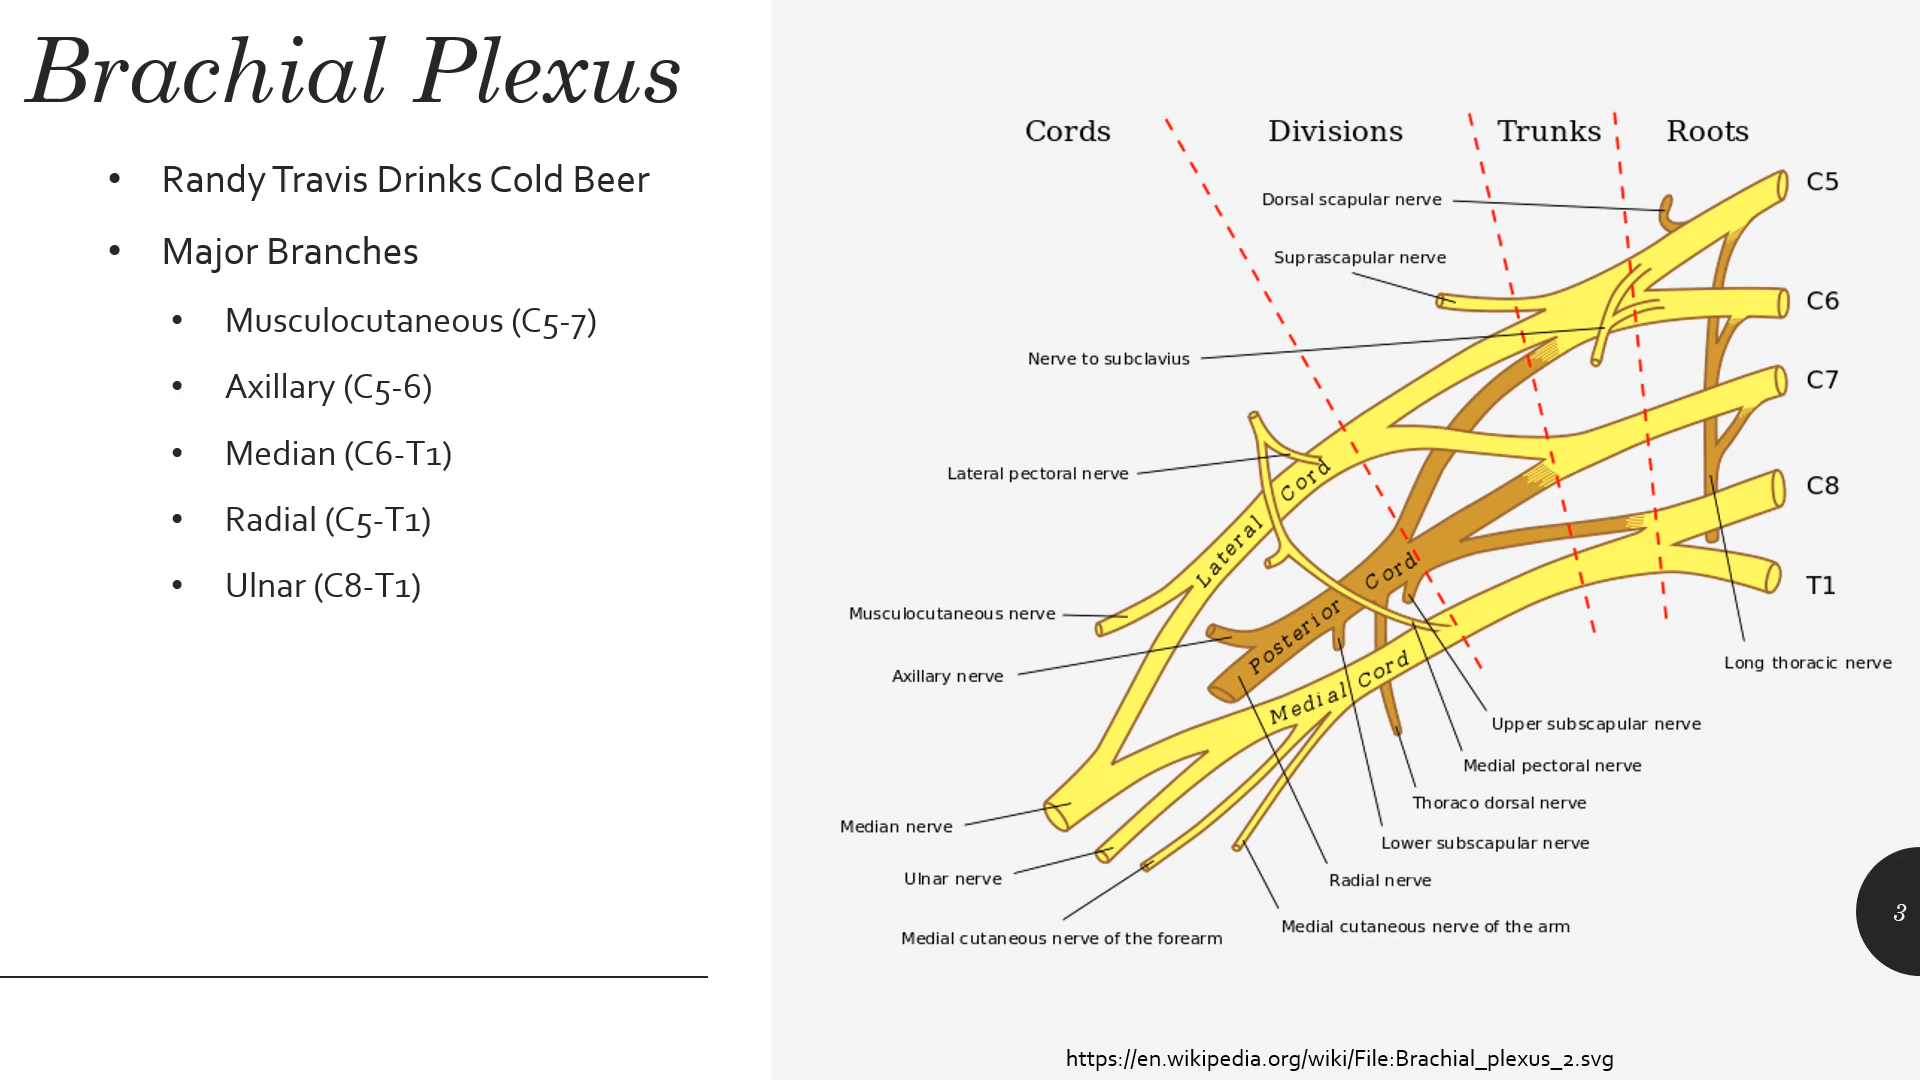 Brachial Plexus
• Randy Travis Drinks Cold Beer
• Major Branches
• Musculocutaneous (C5-7)
• Axillary (C5-6)
• Median (C6-T1)
• Radial (C5-T1)
• Ulnar (C8-T1)
Cords Divisions Trunks Roots
C5
Dorsal scapular nerve
Suprascapular nerve
C6
Nerve to subclavius
C7
Lateral pectoral nerve
C8
Lateral Cord
Posterior Cord
Medial Cord
T1
Musculocutaneous nerve
Axillary nerve
Long thoracic nerve
Upper subscapular nerve
Medial pectoral nerve
Thoraco dorsal nerve
Median nerve
Lower subscapular nerve
Ulnar nerve
Radial nerve
Medial cutaneous nerve of the arm
Medial cutaneous nerve of the forearm
3
https://en.wikipedia.org/wiki/File:Brachial_plexus_2.svg